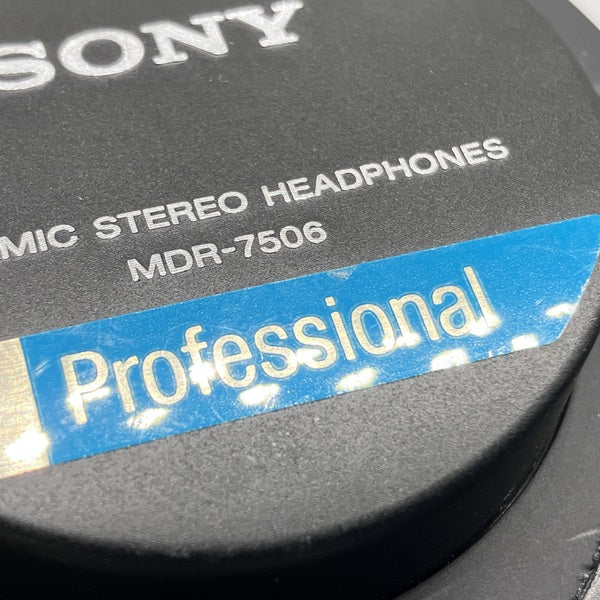 SONY
MIC STEREO HEADPHONES
MDR-7506
Professional